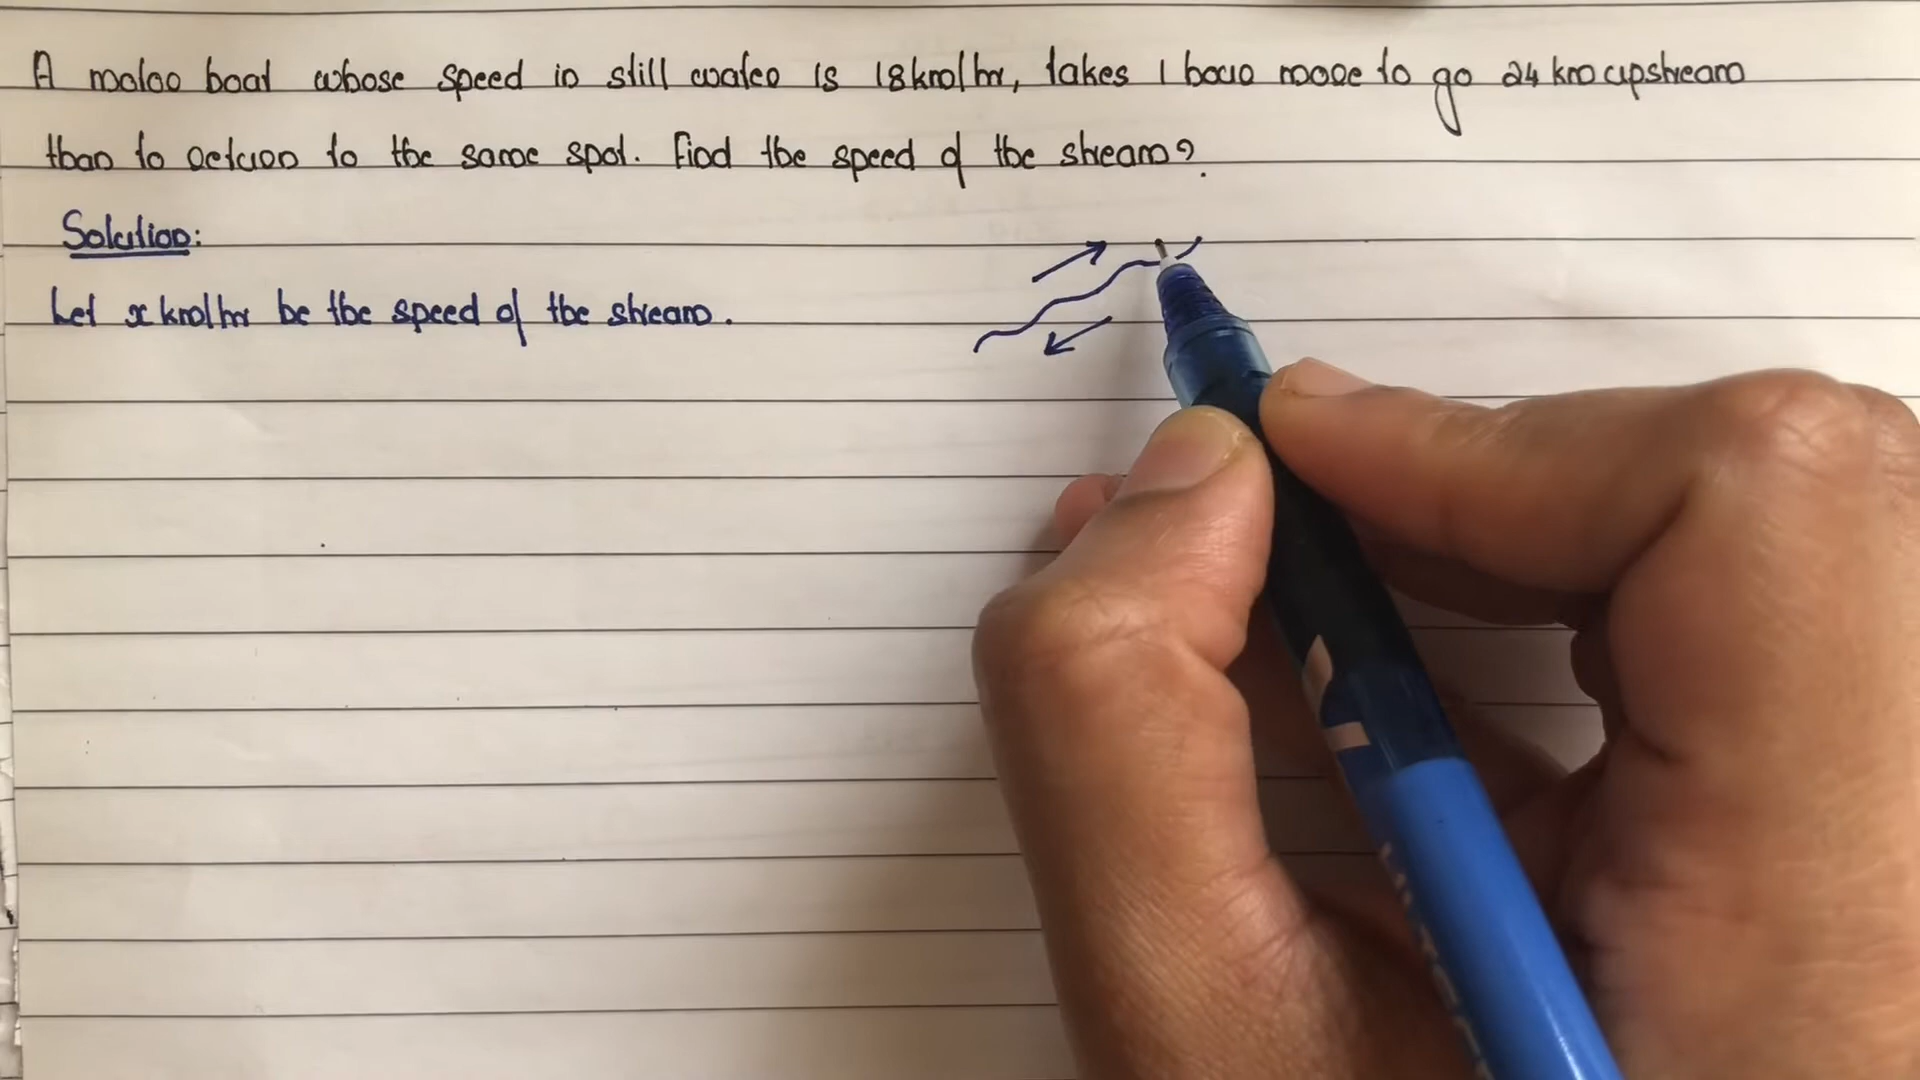 A motor boat whose speed in still water is 18km/hr, takes 1 hour more to go 24 km upstream
than to return to the same spot. Find the speed of the stream?
Solution:
Let x km/hr be the speed of the stream.